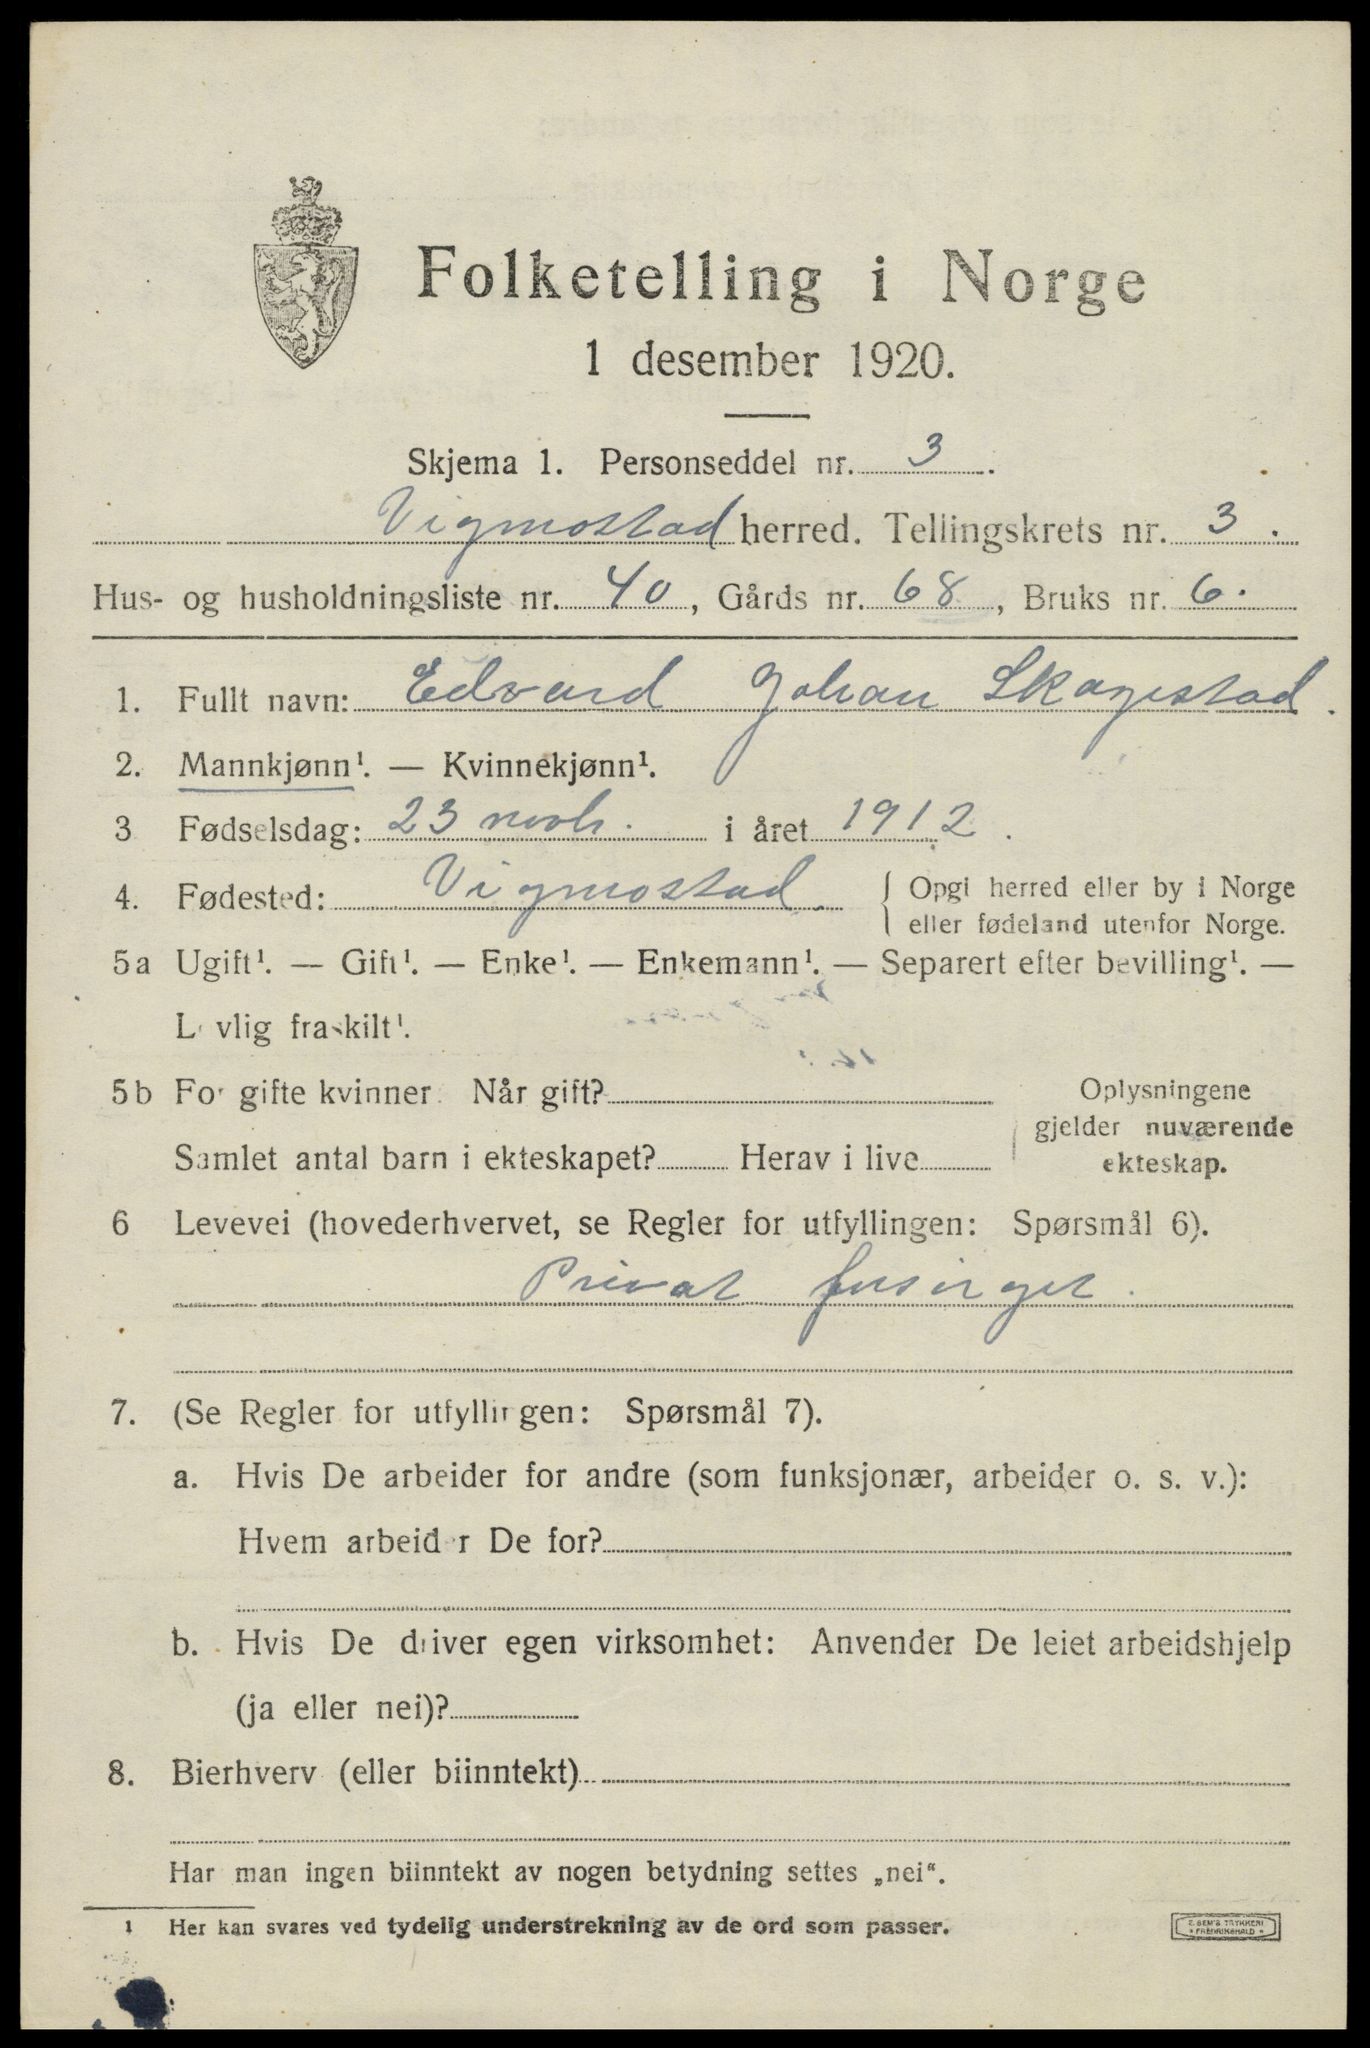 Folketelling i Norge
1 desember 1920.
Skjema 1. Personseddel nr. 3.
Vigmostad herred. Tellingskrets nr. 3.
Hus- og husholdningsliste nr. 40, Gårds nr. 68, Bruks nr. 6.
1. Fullt navn: Edvard Johan Skagestad.
2. Mannkjønn¹. — Kvinnekjønn¹.
3 Fødselsdag: 23 novbr. i året 1912.
4. Fødested: Vigmostad. { Opgi herred eller by i Norge
eller fødeland utenfor Norge.
5a Ugift¹. — Gift¹. — Enke¹. — Enkemann¹. — Separert efter bevilling¹. —
Lovlig fraskilt¹.
5b For gifte kvinner: Når gift? Oplysningene
gjelder nuværende
Samlet antal barn i ekteskapet? Herav i live ekteskap.
6 Levevei (hovederhvervet, se Regler for utfyllingen: Spørsmål 6).
Privat forsørget.
7. (Se Regler for utfyllingen: Spørsmål 7).
a. Hvis De arbeider for andre (som funksjonær, arbeider o. s. v.):
Hvem arbeider De for?
b. Hvis De driver egen virksomhet: Anvender De leiet arbeidshjelp
(ja eller nei)?
8. Bierhverv (eller biinntekt)
Har man ingen biinntekt av nogen betydning settes „nei“.
¹ Her kan svares ved tydelig understrekning av de ord som passer.
E. SEM'S TRYKKERI
FREDRIKSHALD